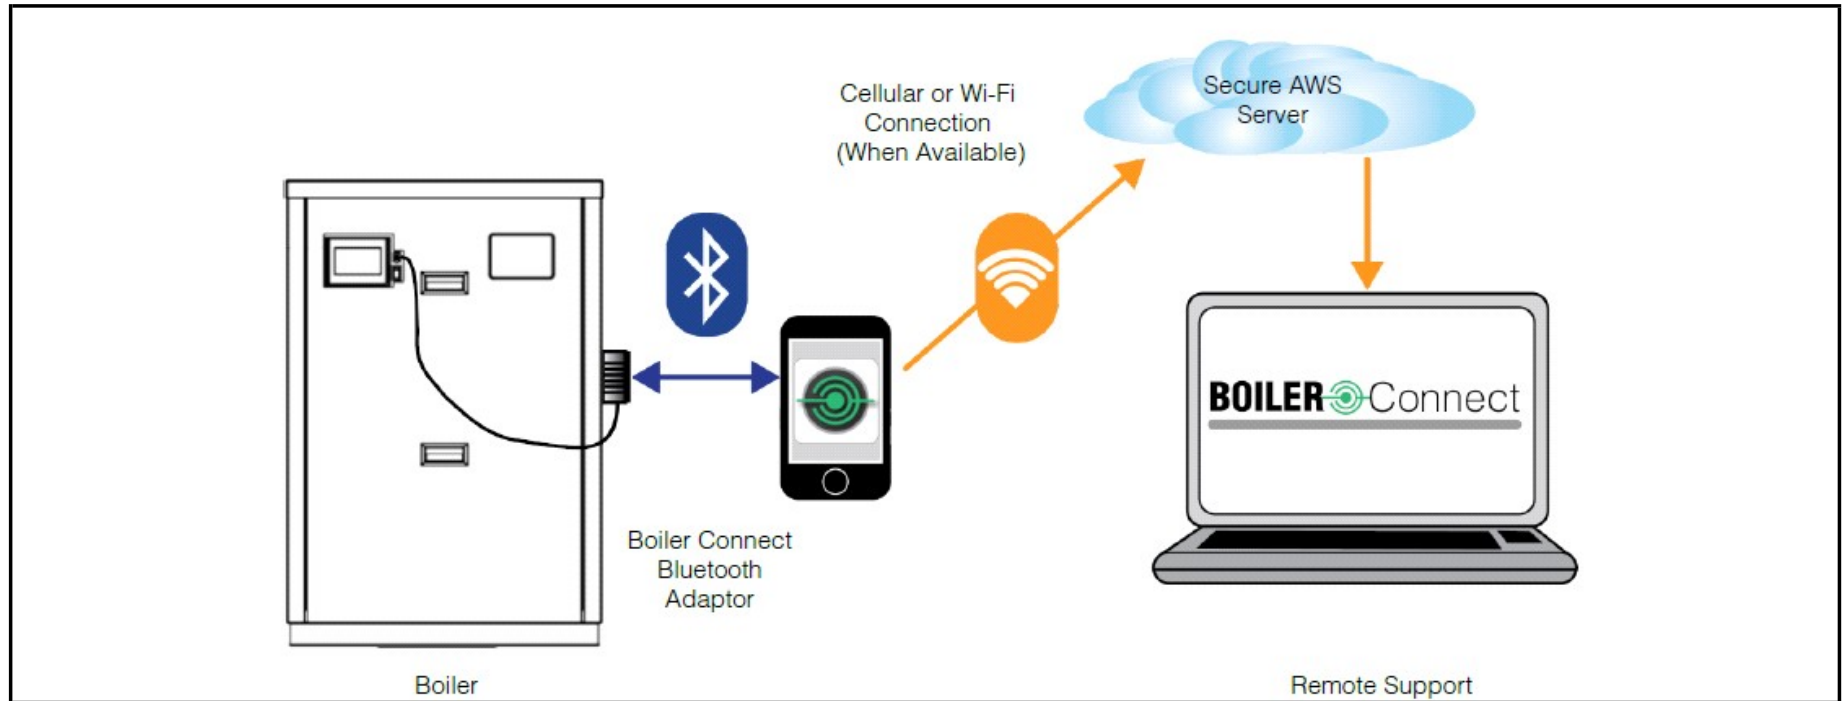 Cellular or Wi-Fi
Connection
(When Available)
Secure AWS
Server
BOILER Connect
Boiler Connect
Bluetooth
Adaptor
Boiler
Remote Support